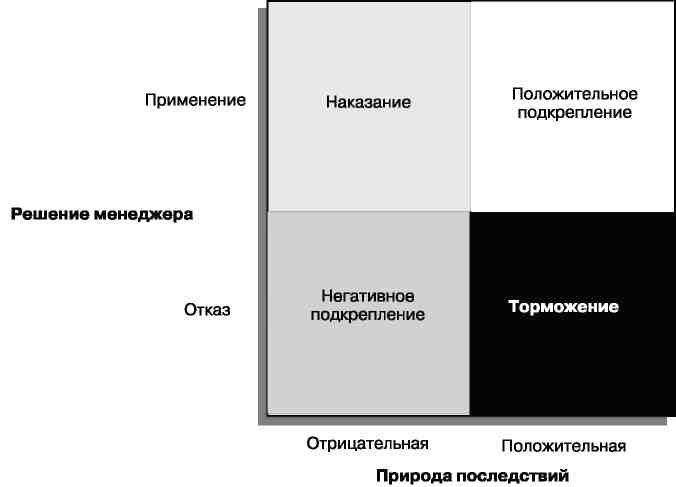 Применение
Наказание
Положительное
подкрепление
Решение менеджера
Отказ
Негативное
подкрепление
Торможение
Отрицательная
Положительная
Природа последствий